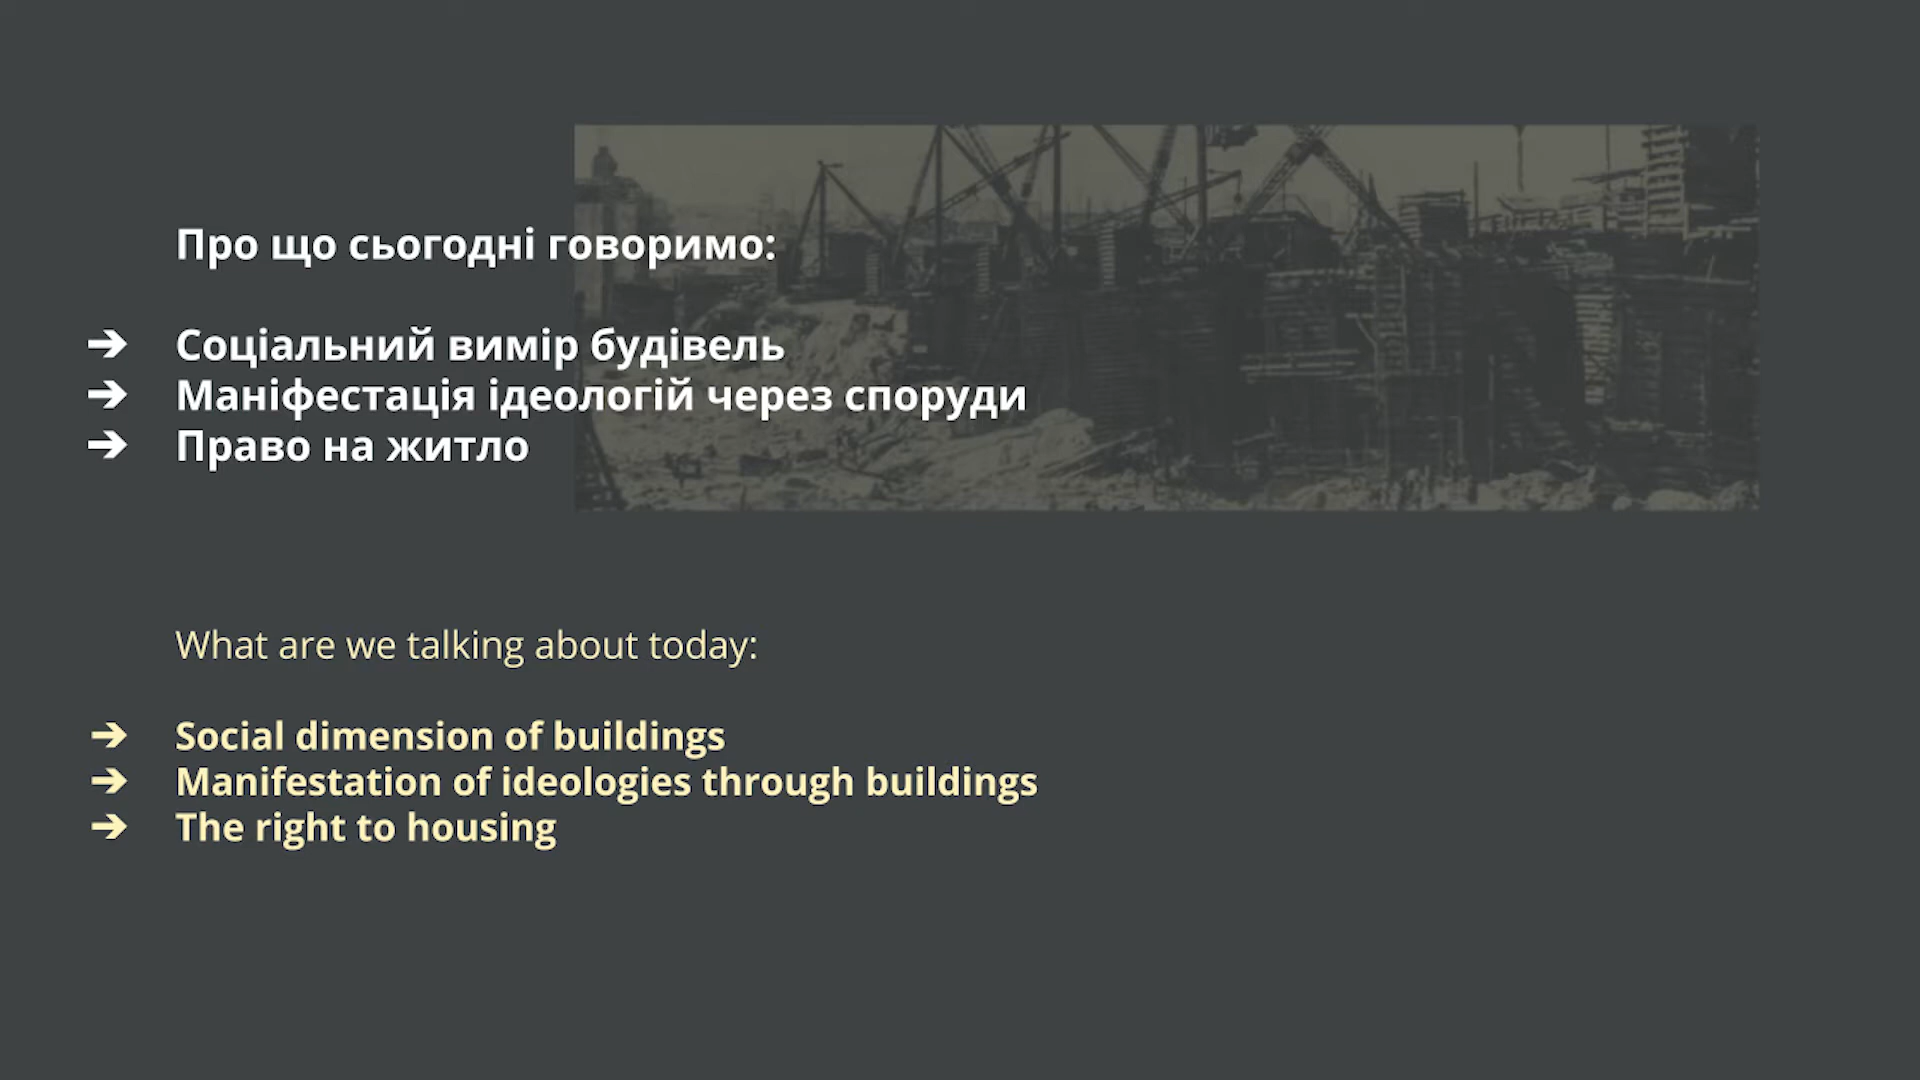 Про що сьогодні говоримо:
➔ Соціальний вимір будівель
➔ Маніфестація ідеологій через споруди
➔ Право на житло
What are we talking about today:
➔ Social dimension of buildings
➔ Manifestation of ideologies through buildings
➔ The right to housing